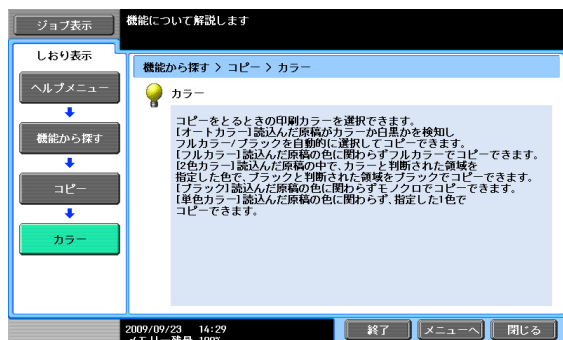 ジョブ表示
機能について解説します
しおり表示
ヘルプメニュー
機能から探す
コピー
カラー
機能から探す > コピー > カラー
カラー
コピーをとるときの印刷カラーを選択できます。
[オートカラー]読込んだ原稿がカラーか白黒かを検知し
フルカラー/ブラックを自動的に選択してコピーできます。
[フルカラー]読込んだ原稿の色に関わらずフルカラーでコピーできます。
[2色カラー]読込んだ原稿の中で、カラーと判断された領域を
指定した色で、ブラックと判断された領域をブラックでコピーできます。
[ブラック]読込んだ原稿の色に関わらずモノクロでコピーできます。
[単色カラー]読込んだ原稿の色に関わらず、指定した1色で
コピーできます。
2009/09/23 14:29
メモリー残量 100%
終了
メニューへ
閉じる